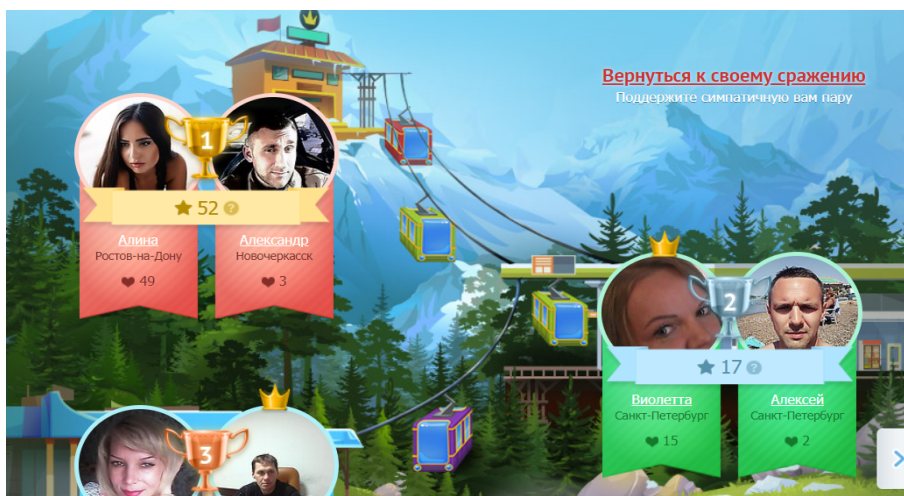 Вернуться к своему сражению
Поддержите симпатичную вам пару
1
52 ?
Алина
Ростов-на-Дону
49
Александр
Новочеркасск
3
2
17 ?
Виолетта
Санкт-Петербург
15
Алексей
Санкт-Петербург
2
3